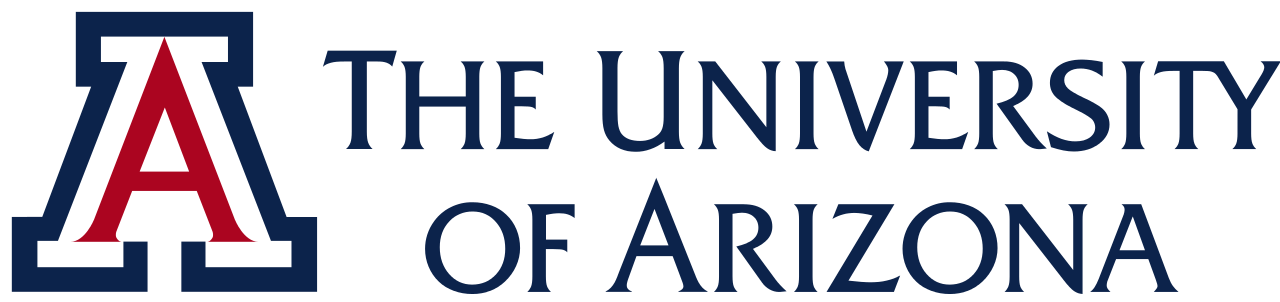 A THE UNIVERSITY
OF ARIZONA